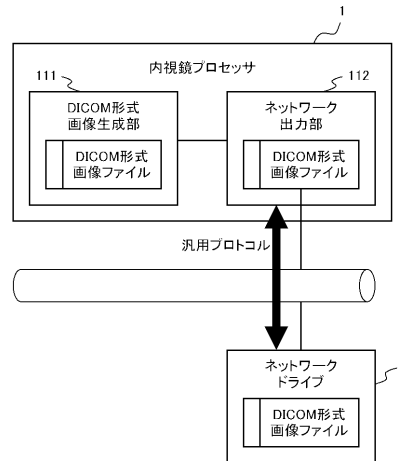 1
内視鏡プロセッサ
111
112
DICOM形式
画像生成部
DICOM形式
画像ファイル
ネットワーク
出力部
DICOM形式
画像ファイル
汎用プロトコル
ネットワーク
ドライブ
DICOM形式
画像ファイル